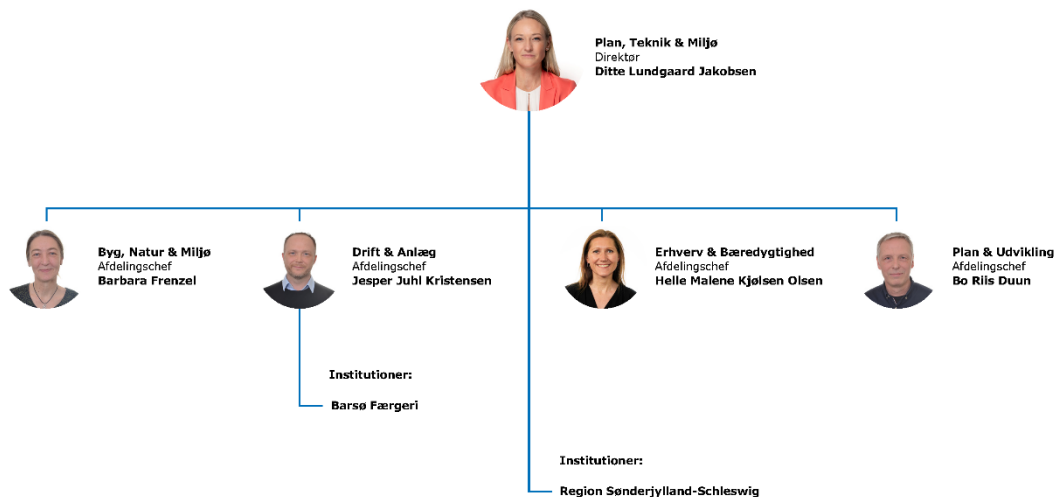 Plan, Teknik & Miljø
Direktør
Ditte Lundgaard Jakobsen
Byg, Natur & Miljø
Afdelingschef
Barbara Frenzel
Drift & Anlæg
Afdelingschef
Jesper Juhl Kristensen
Erhverv & Bæredygtighed
Afdelingschef
Helle Malene Kjølsen Olsen
Plan & Udvikling
Afdelingschef
Bo Riis Duun
Institutioner:
Barsø Færgeri
Institutioner:
Region Sønderjylland-Schleswig